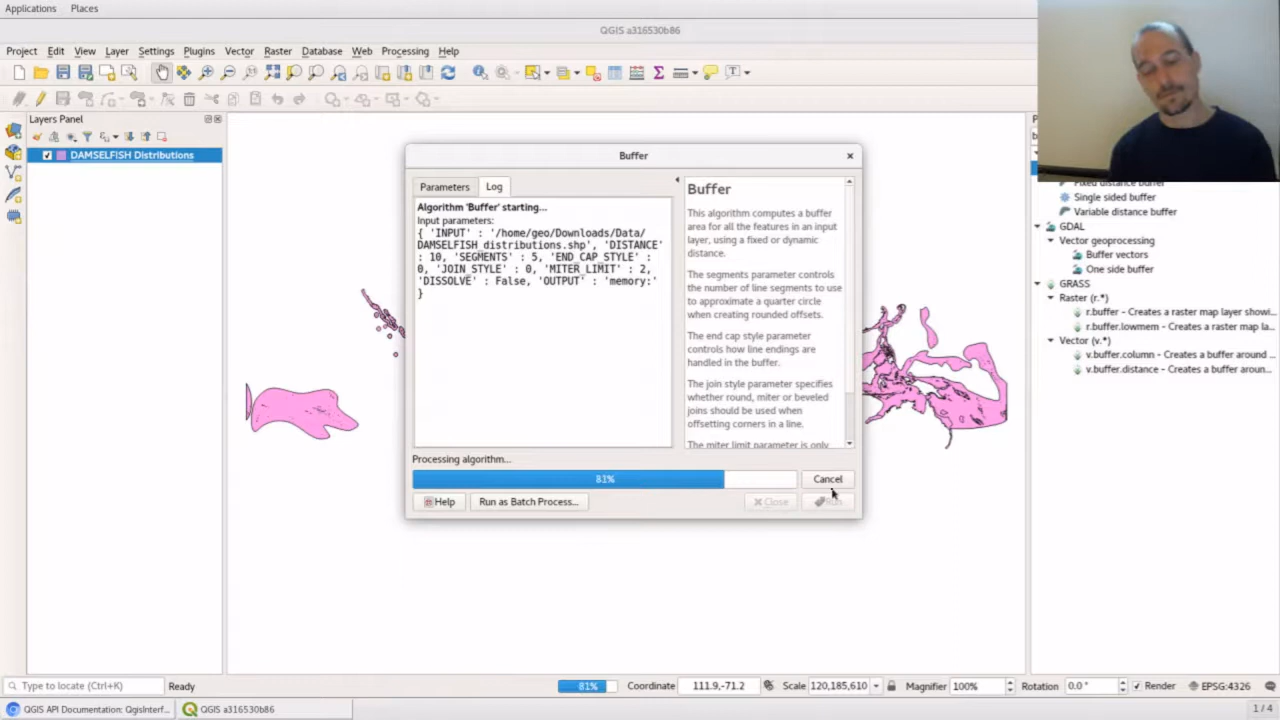 Applications Places
QGIS a316530b86
Project Edit View Layer Settings Plugins Vector Raster Database Web Processing Help
Layers Panel
DAMSELFISH Distributions
Buffer
Parameters Log
Algorithm 'Buffer' starting...
Input parameters:
{ 'INPUT' : '/home/geo/Downloads/Data/
DAMSELFISH_distributions.shp', 'DISTANCE'
: 10, 'SEGMENTS' : 5, 'END_CAP_STYLE' :
0, 'JOIN_STYLE' : 0, 'MITER_LIMIT' : 2,
'DISSOLVE' : False, 'OUTPUT' : 'memory:'
}
Buffer
This algorithm computes a buffer
area for all the features in an input
layer, using a fixed or dynamic
distance.
The segments parameter controls
the number of line segments to use
to approximate a quarter circle
when creating rounded offsets.
The end cap style parameter
controls how line endings are
handled in the buffer.
The join style parameter specifies
whether round, miter or beveled
joins should be used when
offsetting corners in a line.
The miter limit parameter is only
Processing algorithm...
81%
Cancel
Help
Run as Batch Process...
Close
Run
Fixed distance buffer
Single sided buffer
Variable distance buffer
GDAL
Vector geoprocessing
Buffer vectors
One side buffer
GRASS
Raster (r.*)
r.buffer - Creates a raster map layer showi...
r.buffer.lowmem - Creates a raster map la...
Vector (v.*)
v.buffer.column - Creates a buffer around ...
v.buffer.distance - Creates a buffer aroun...
Type to locate (Ctrl+K) Ready 81% Coordinate 111.9,-71.2 Scale 120,185,610 Magnifier 100% Rotation 0.0 ° Render EPSG:4326
QGIS API Documentation: QgisInterf... QGIS a316530b86 1 / 4